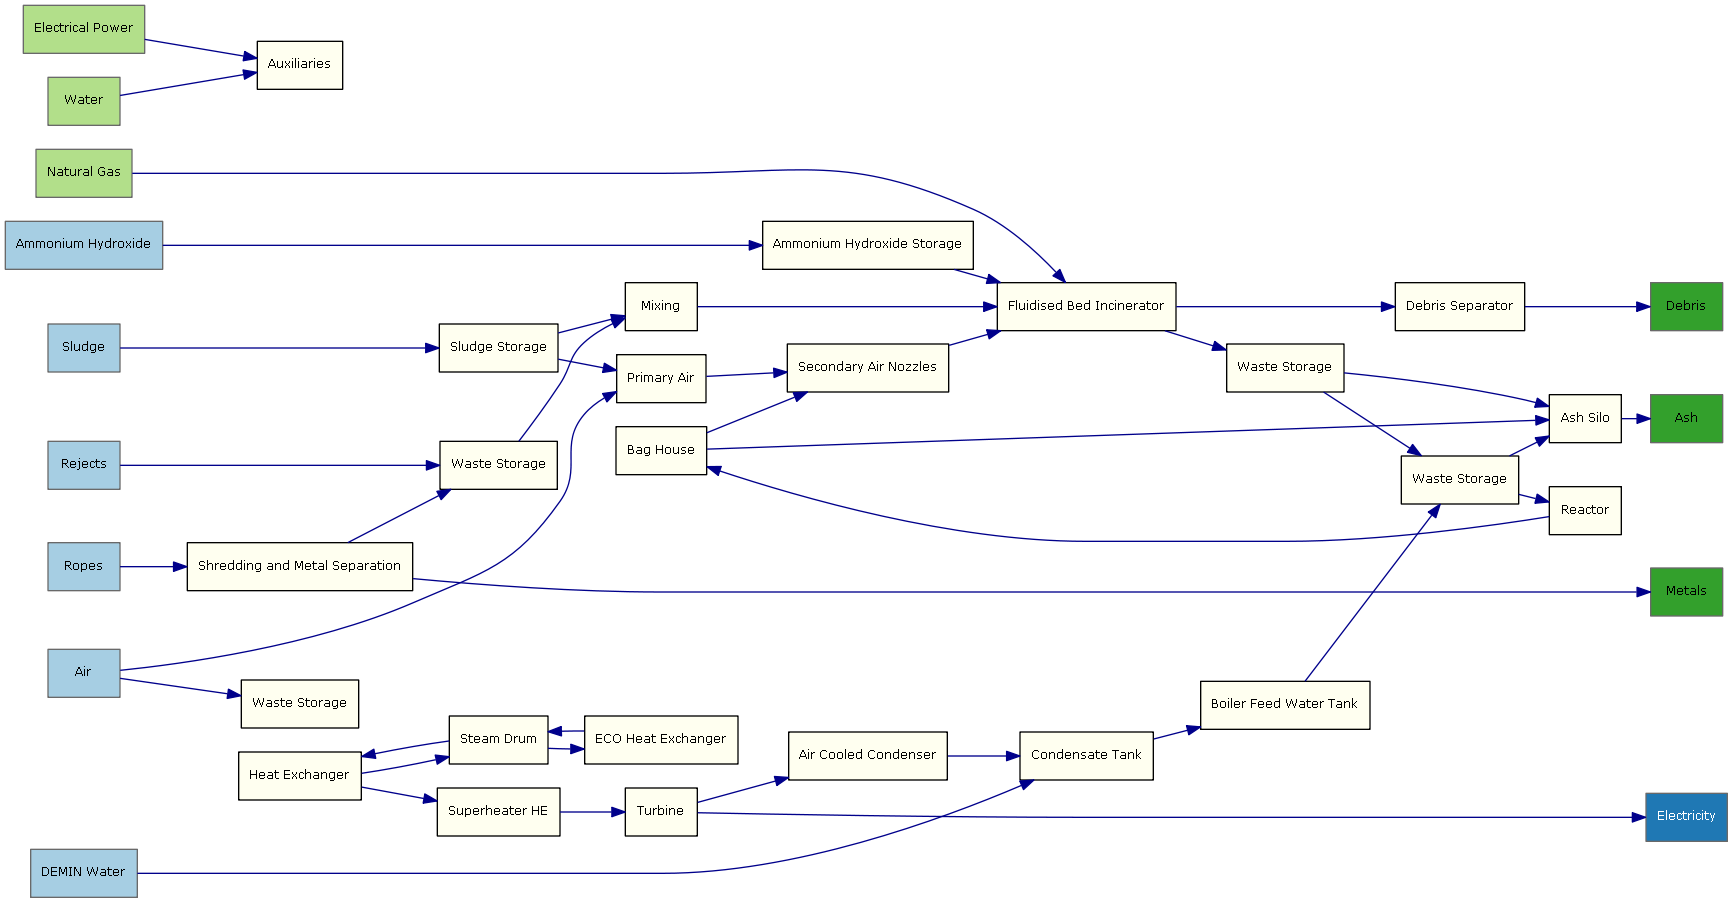 Electrical Power
Auxiliaries
Water
Natural Gas
Ammonium Hydroxide
Ammonium Hydroxide Storage
Mixing
Fluidised Bed Incinerator
Debris Separator
Debris
Sludge
Sludge Storage
Primary Air
Secondary Air Nozzles
Waste Storage
Ash Silo
Ash
Bag House
Rejects
Waste Storage
Waste Storage
Reactor
Ropes
Shredding and Metal Separation
Metals
Air
Waste Storage
Boiler Feed Water Tank
Steam Drum
ECO Heat Exchanger
Heat Exchanger
Air Cooled Condenser
Condensate Tank
Superheater HE
Turbine
Electricity
DEMIN Water